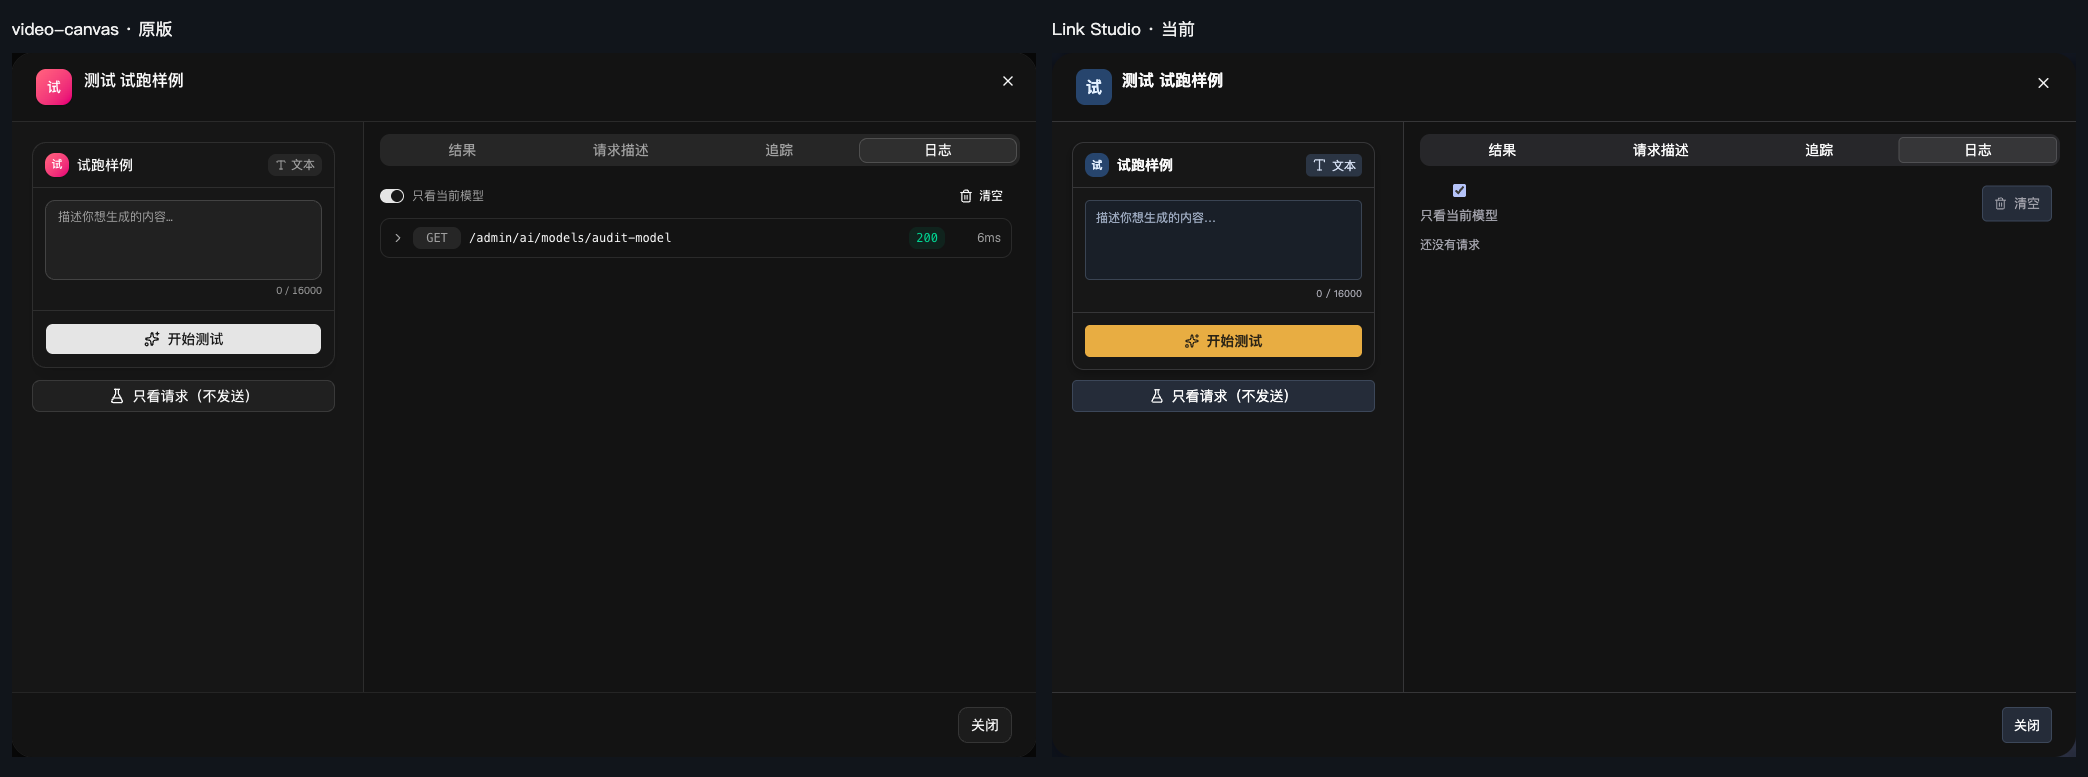 video-canvas · 原版
试
测试 试跑样例
试
试跑样例
文本
描述你想生成的内容...
0 / 16000
开始测试
只看请求（不发送）
结果
请求描述
追踪
日志
只看当前模型
清空
GET
/admin/ai/models/audit-model
200
6ms
关闭
Link Studio · 当前
试
测试 试跑样例
试
试跑样例
文本
描述你想生成的内容...
0 / 16000
开始测试
只看请求（不发送）
结果
请求描述
追踪
日志
只看当前模型
清空
还没有请求
关闭